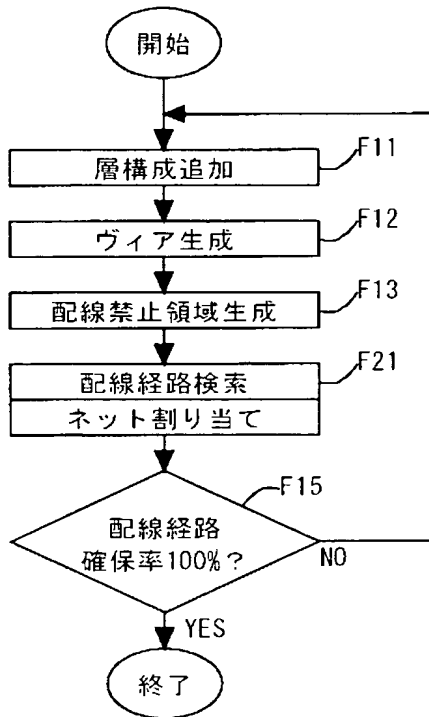 開始
F11
層構成追加
F12
ヴィア生成
F13
配線禁止領域生成
F21
配線経路検索
ネット割り当て
F15
配線経路
確保率100%?
NO
YES
終了